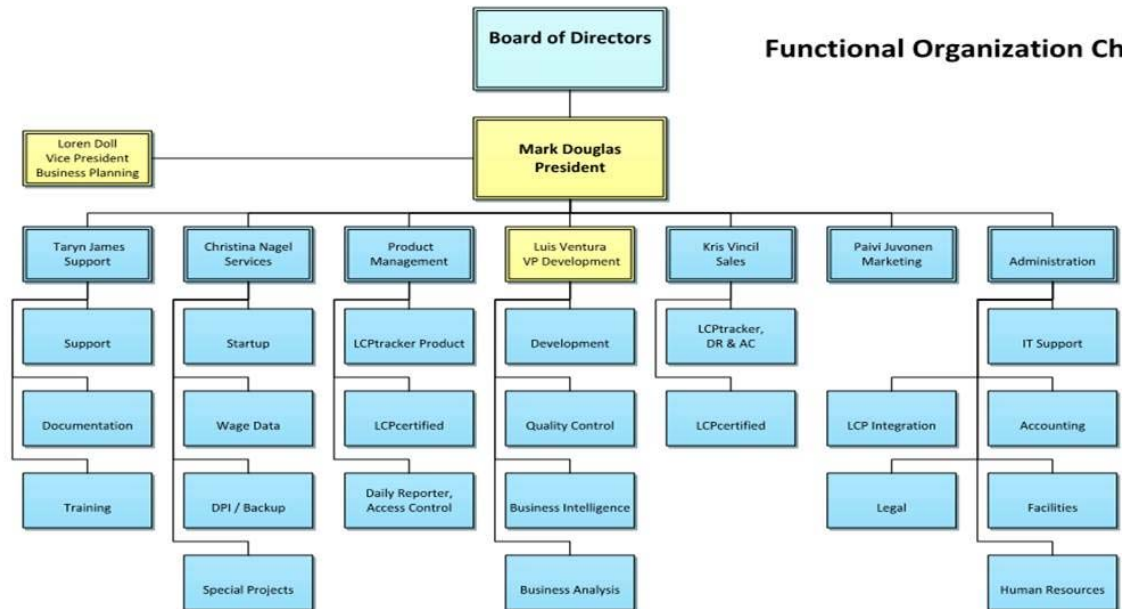 Board of Directors
Functional Organization Ch
Loren Doll
Vice President
Business Planning
Mark Douglas
President
Taryn James
Support
Christina Nagel
Services
Product
Management
Luis Ventura
VP Development
Kris Vincil
Sales
Paivi Juvonen
Marketing
Administration
Support
Startup
LCPtracker Product
Development
LCPtracker,
DR & AC
IT Support
Documentation
Wage Data
LCPcertified
Quality Control
LCPcertified
LCP Integration
Accounting
Training
DPI / Backup
Daily Reporter,
Access Control
Business Intelligence
Legal
Facilities
Special Projects
Business Analysis
Human Resources